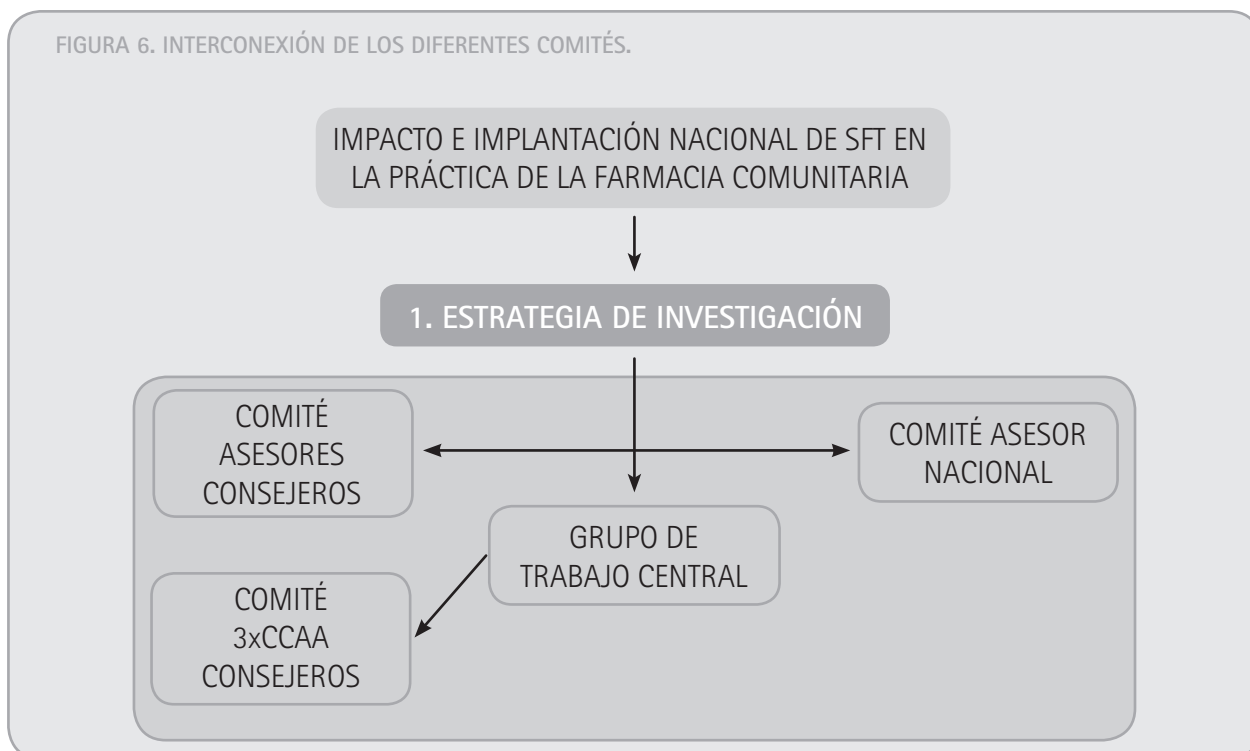 FIGURA 6. INTERCONEXIÓN DE LOS DIFERENTES COMITÉS.
IMPACTO E IMPLANTACIÓN NACIONAL DE SFT EN
LA PRÁCTICA DE LA FARMACIA COMUNITARIA
1. ESTRATEGIA DE INVESTIGACIÓN
COMITÉ
ASESORES
CONSEJEROS
COMITÉ ASESOR
NACIONAL
GRUPO DE
TRABAJO CENTRAL
COMITÉ
3xCCAA
CONSEJEROS